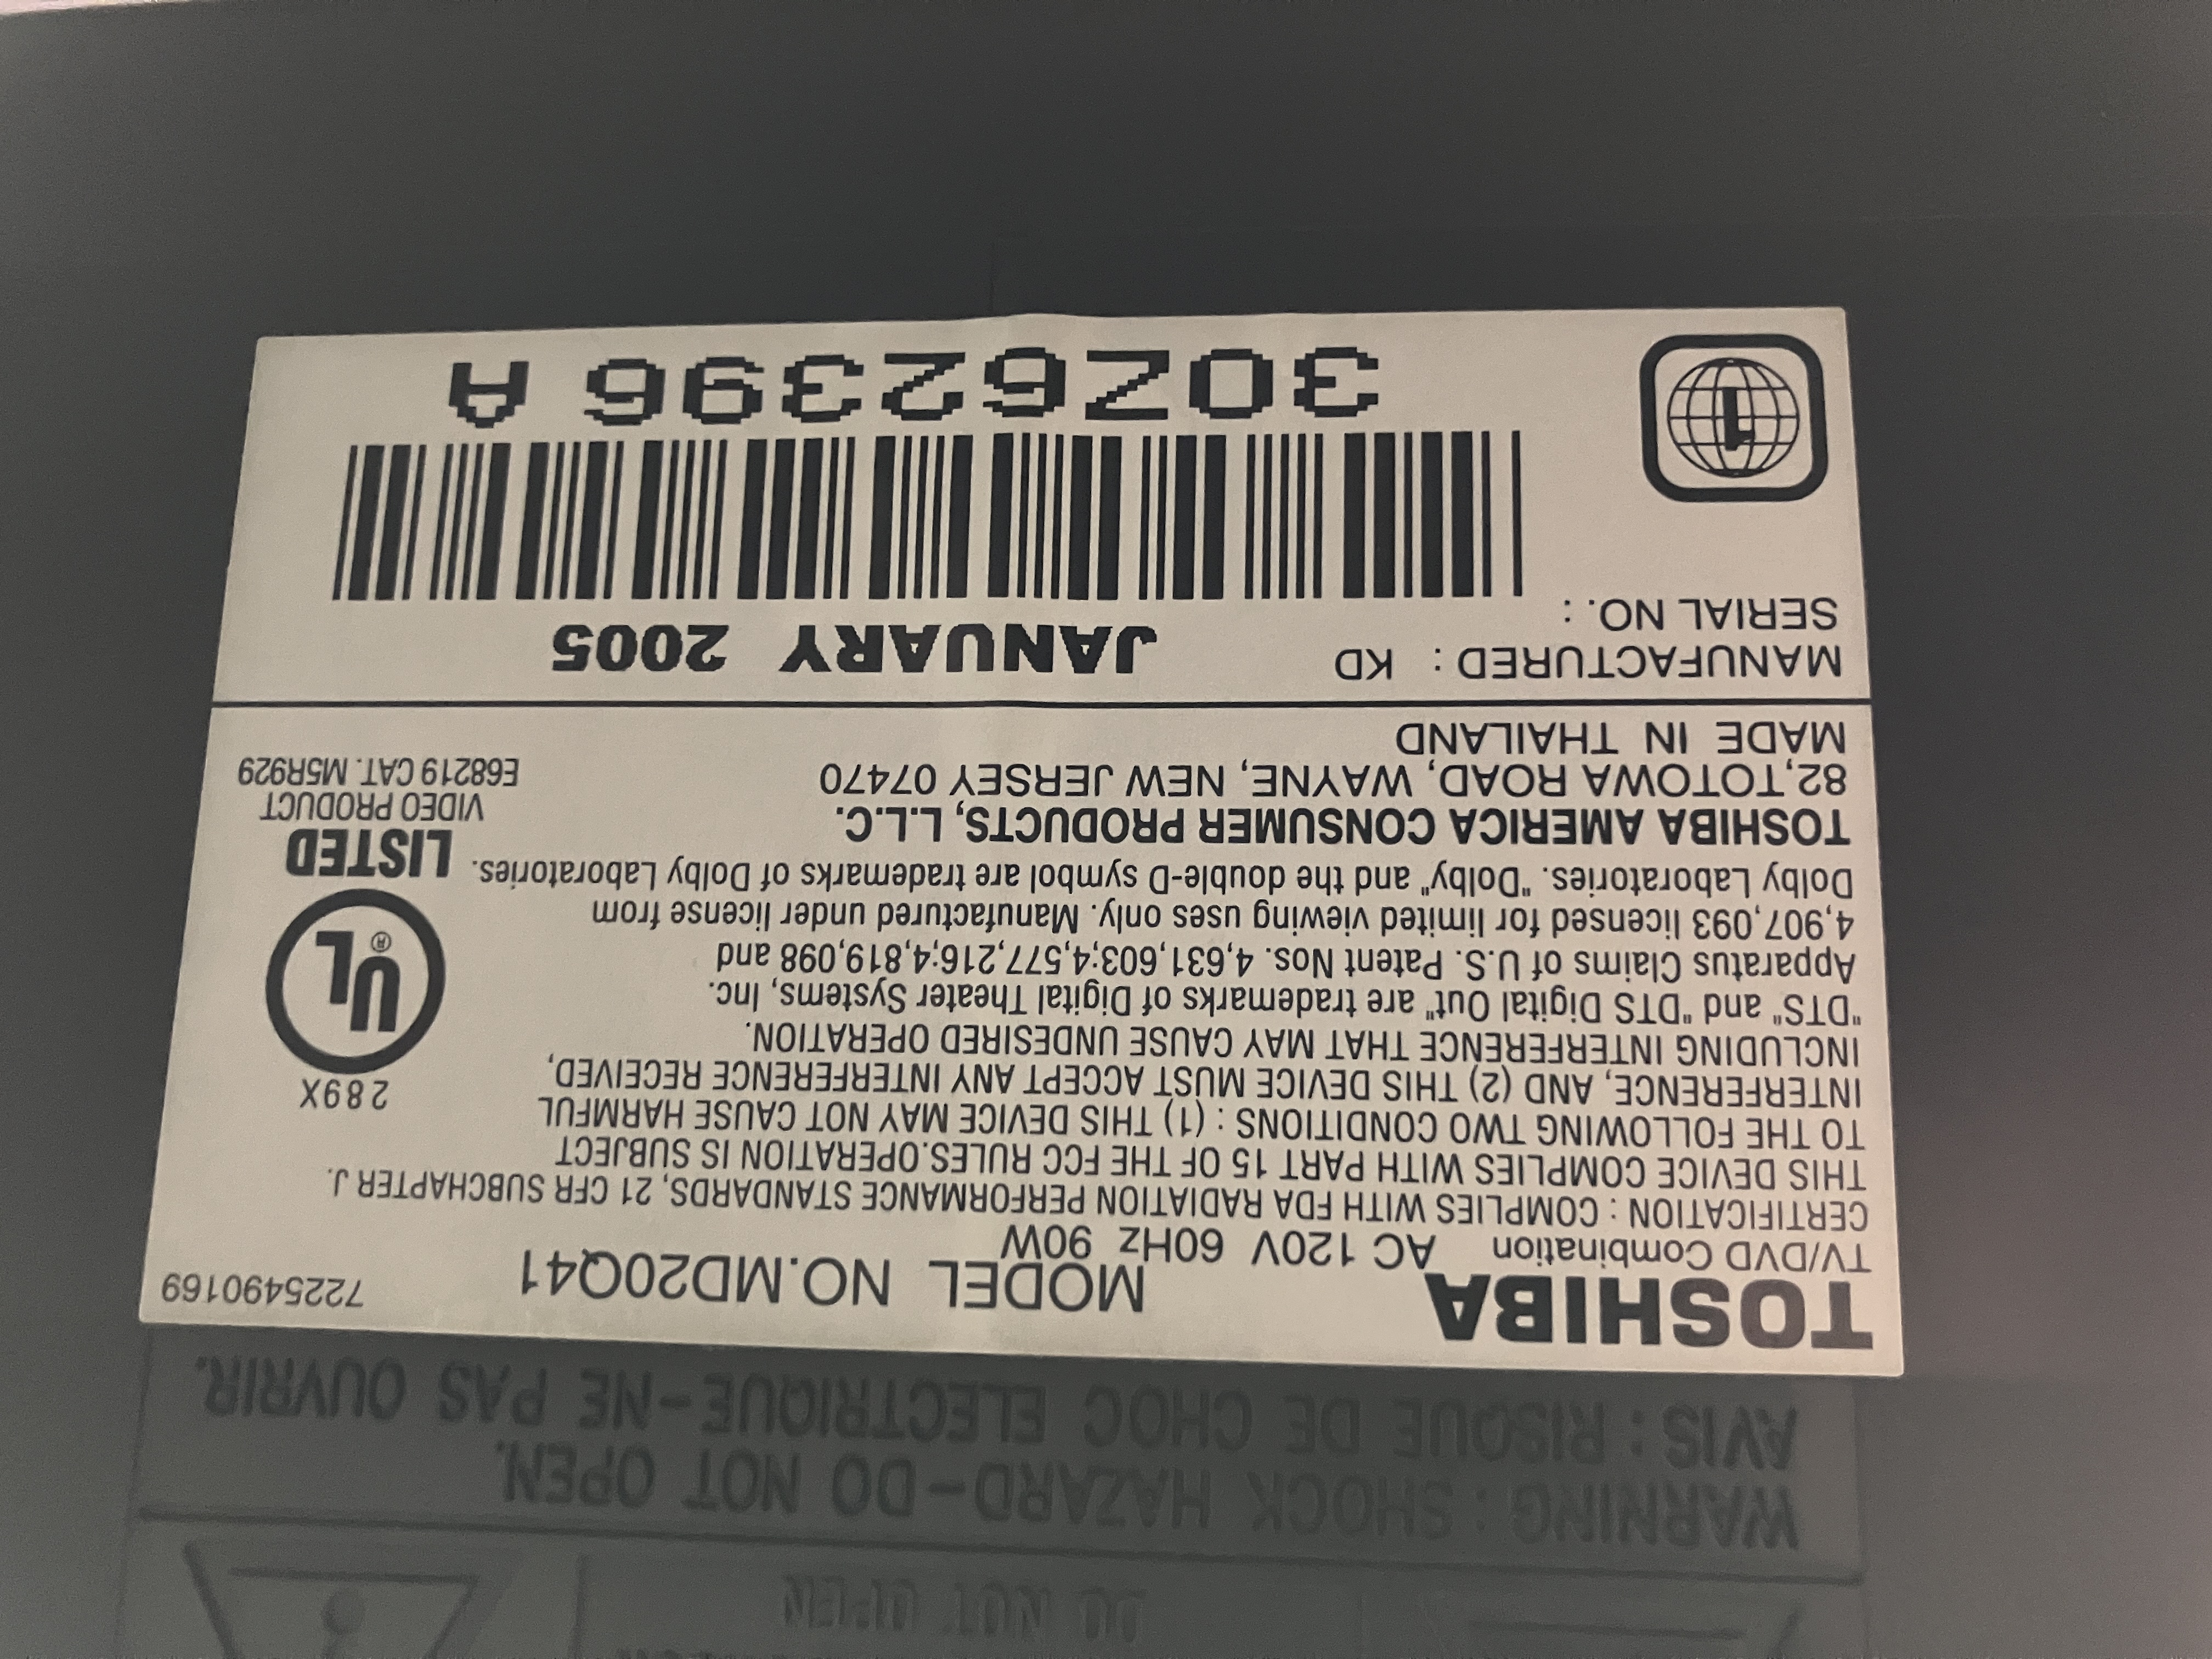 DO NOT OPEN
WARNING : SHOCK HAZARD-DO NOT OPEN.
AVIS : RISQUE DE CHOC ELECTRIQUE-NE PAS OUVRIR.
TOSHIBA MODEL NO.MD20Q41 7225490169
TV/DVD Combination AC 120V 60Hz 90W
CERTIFICATION : COMPLIES WITH FDA RADIATION PERFORMANCE STANDARDS, 21 CFR SUBCHAPTER J.
THIS DEVICE COMPLIES WITH PART 15 OF THE FCC RULES.OPERATION IS SUBJECT
TO THE FOLLOWING TWO CONDITIONS : (1) THIS DEVICE MAY NOT CAUSE HARMFUL
INTERFERENCE, AND (2) THIS DEVICE MUST ACCEPT ANY INTERFERENCE RECEIVED,
INCLUDING INTERFERENCE THAT MAY CAUSE UNDESIRED OPERATION.
"DTS" and "DTS Digital Out" are trademarks of Digital Theater Systems, Inc.
Apparatus Claims of U.S. Patent Nos. 4,631,603;4,577,216;4,819,098 and
4,907,093 licensed for limited viewing uses only. Manufactured under license from
Dolby Laboratories. "Dolby" and the double-D symbol are trademarks of Dolby Laboratories.
TOSHIBA AMERICA CONSUMER PRODUCTS, L.L.C.
82,TOTOWA ROAD, WAYNE, NEW JERSEY 07470
MADE IN THAILAND
289X
UL®
LISTED
VIDEO PRODUCT
E68219 CAT. M5R929
MANUFACTURED : KD JANUARY 2005
SERIAL NO. :
1
30Z62396 A